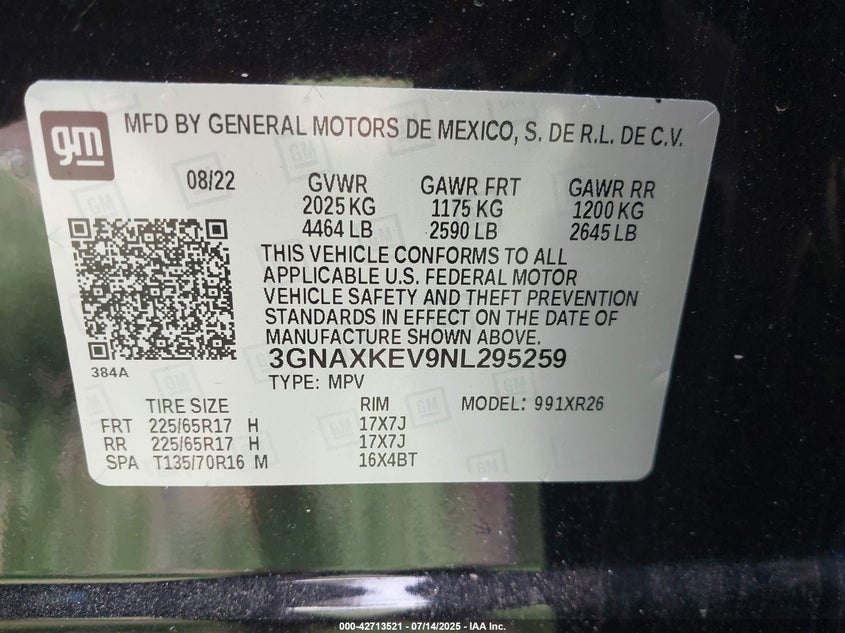 gm
MFD BY GENERAL MOTORS DE MEXICO, S. DE R.L. DE C.V.
08/22 GVWR GAWR FRT GAWR RR
2025 KG 1175 KG 1200 KG
4464 LB 2590 LB 2645 LB
THIS VEHICLE CONFORMS TO ALL
APPLICABLE U.S. FEDERAL MOTOR
VEHICLE SAFETY AND THEFT PREVENTION
STANDARDS IN EFFECT ON THE DATE OF
MANUFACTURE SHOWN ABOVE.
384A
3GNAXKEV9NL295259
TYPE: MPV
TIRE SIZE RIM MODEL: 991XR26
FRT 225/65R17 H 17X7J
RR 225/65R17 H 17X7J
SPA T135/70R16 M 16X4BT
000-42713521 - 07/14/2025 - IAA Inc.